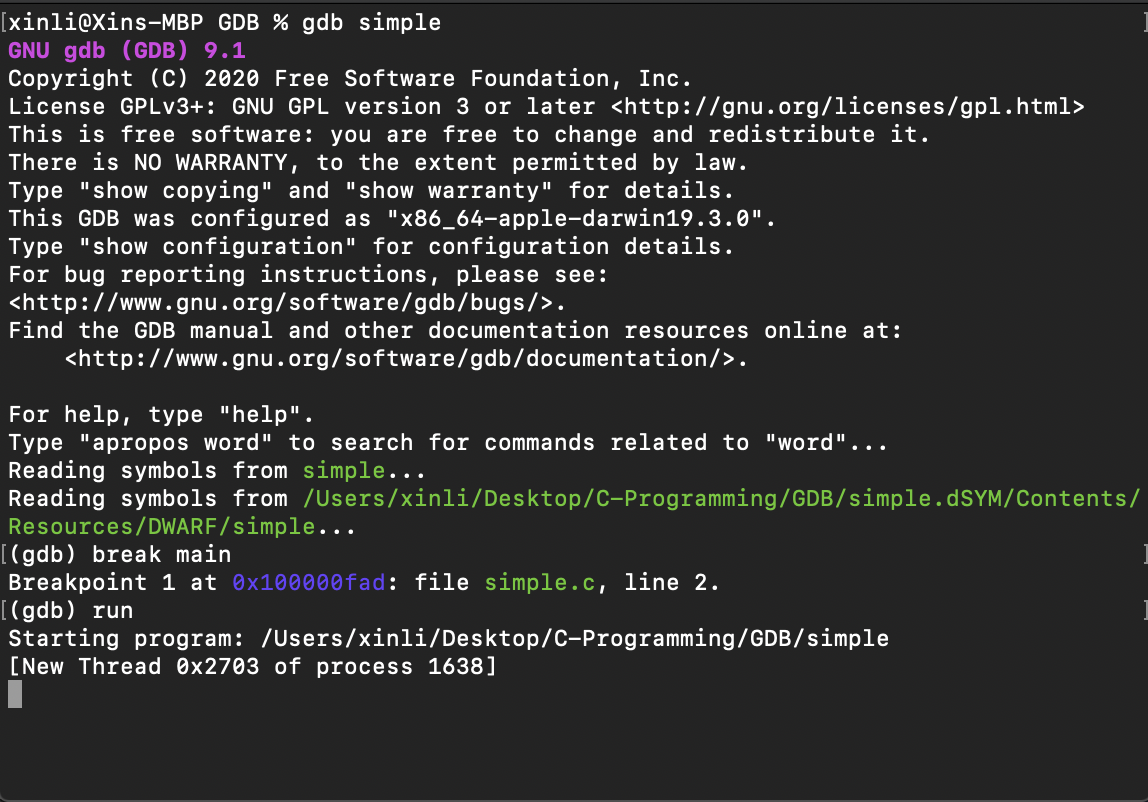 [xinli@Xins-MBP GDB % gdb simple ]
GNU gdb (GDB) 9.1
Copyright (C) 2020 Free Software Foundation, Inc.
License GPLv3+: GNU GPL version 3 or later <http://gnu.org/licenses/gpl.html>
This is free software: you are free to change and redistribute it.
There is NO WARRANTY, to the extent permitted by law.
Type "show copying" and "show warranty" for details.
This GDB was configured as "x86_64-apple-darwin19.3.0".
Type "show configuration" for configuration details.
For bug reporting instructions, please see:
<http://www.gnu.org/software/gdb/bugs/>.
Find the GDB manual and other documentation resources online at:
    <http://www.gnu.org/software/gdb/documentation/>.

For help, type "help".
Type "apropos word" to search for commands related to "word"...
Reading symbols from simple...
Reading symbols from /Users/xinli/Desktop/C-Programming/GDB/simple.dSYM/Contents/
Resources/DWARF/simple...
[(gdb) break main ]
Breakpoint 1 at 0x100000fad: file simple.c, line 2.
[(gdb) run ]
Starting program: /Users/xinli/Desktop/C-Programming/GDB/simple
[New Thread 0x2703 of process 1638]